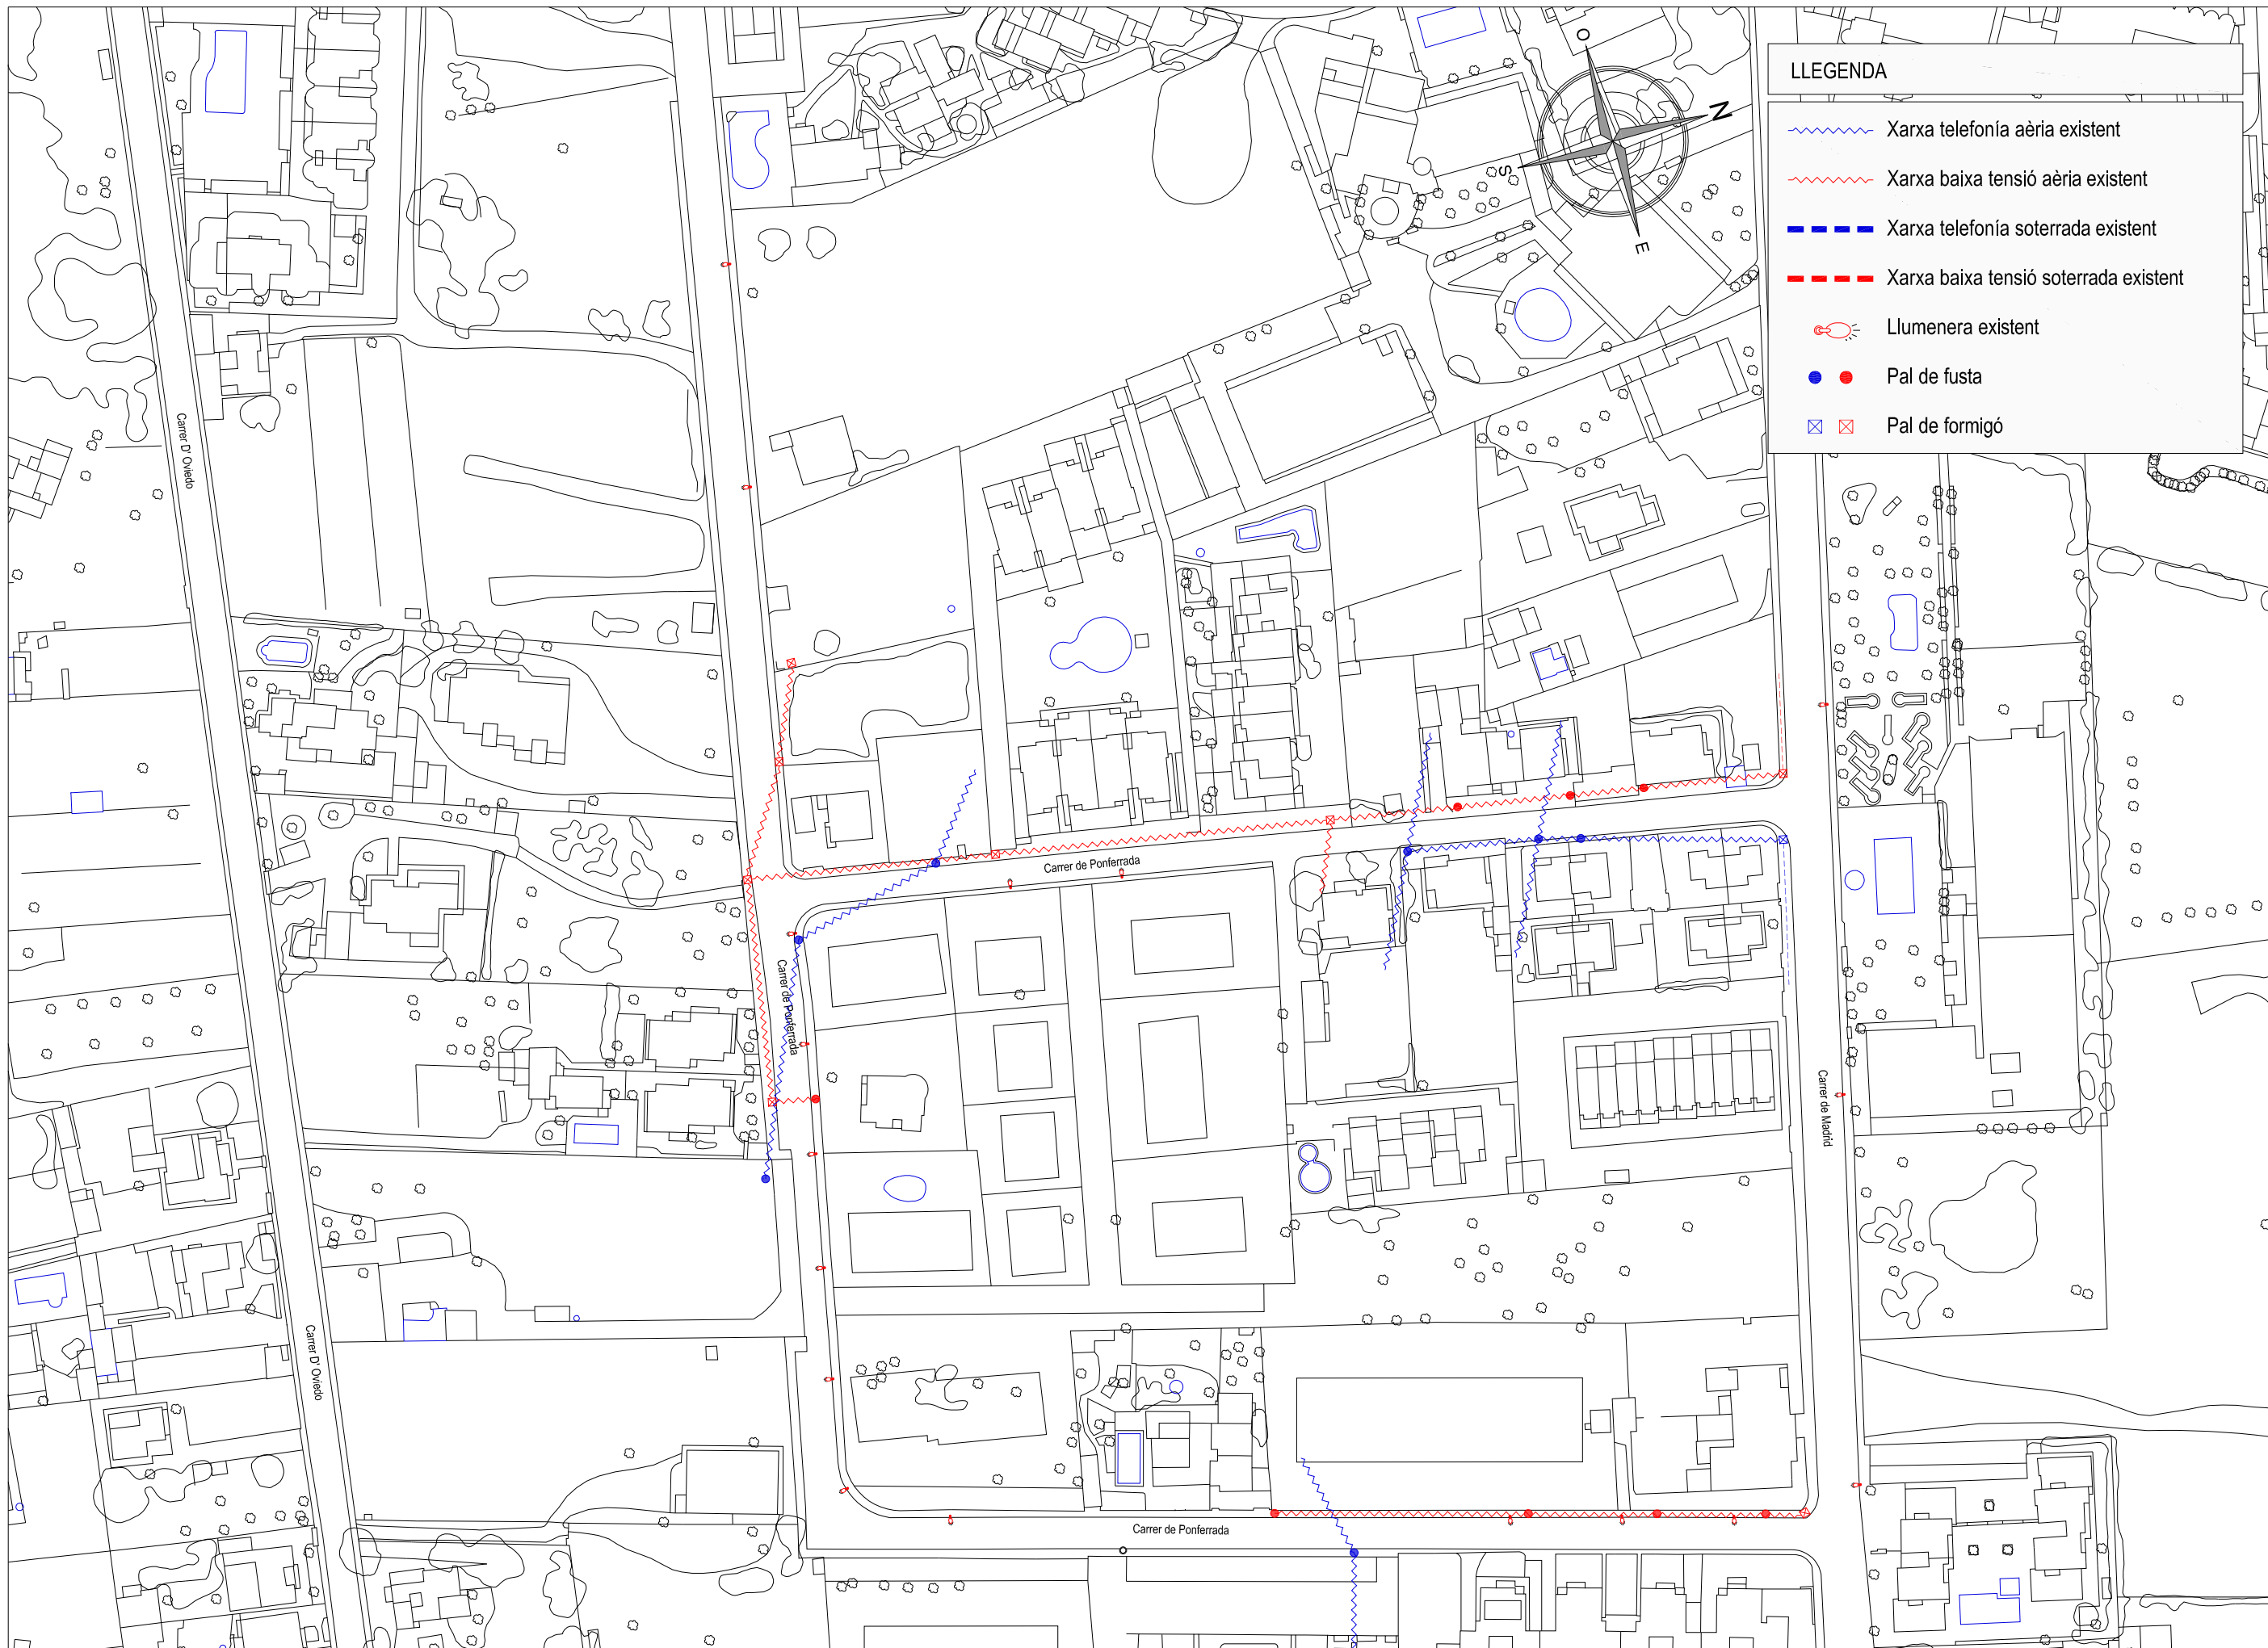 O
N
S
E
LLEGENDA
Xarxa telefonía aèria existent
Xarxa baixa tensió aèria existent
Xarxa telefonía soterrada existent
Xarxa baixa tensió soterrada existent
Llumenera existent
Pal de fusta
Pal de formigó
Carrer D' Oviedo
Carrer de Ponferrada
Carrer de Ponferrada
Carrer de Madrid
Carrer D' Oviedo
Carrer de Ponferrada